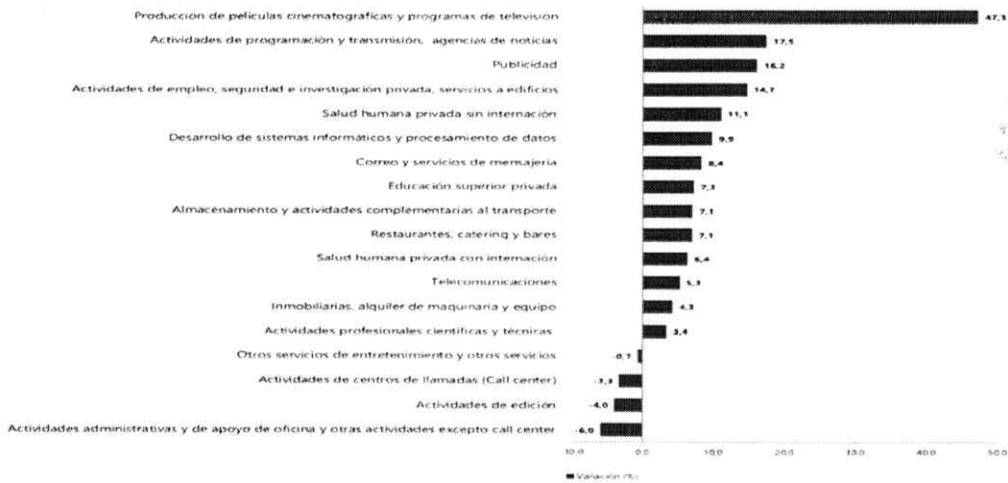 Producción de películas cinematográficas y programas de televisión 47,3
Actividades de programación y transmisión, agencias de noticias 17,5
Publicidad 16,2
Actividades de empleo, seguridad e investigación privada, servicios a edificios 14,7
Salud humana privada sin internación 11,1
Desarrollo de sistemas informáticos y procesamiento de datos 9,9
Correo y servicios de mensajería 8,4
Educación superior privada 7,3
Almacenamiento y actividades complementarias al transporte 7,1
Restaurantes, catering y bares 7,1
Salud humana privada con internación 6,4
Telecomunicaciones 5,3
Inmobiliarias, alquiler de maquinaria y equipo 4,3
Actividades profesionales científicas y técnicas 3,4
Otros servicios de entretenimiento y otros servicios -0,7
Actividades de centros de llamadas (Call center) -3,3
Actividades de edición -4,0
Actividades administrativas y de apoyo de oficina y otras actividades excepto call center -6,0
10,0 0,0 10,0 20,0 40,0 50,0
Variación (%)